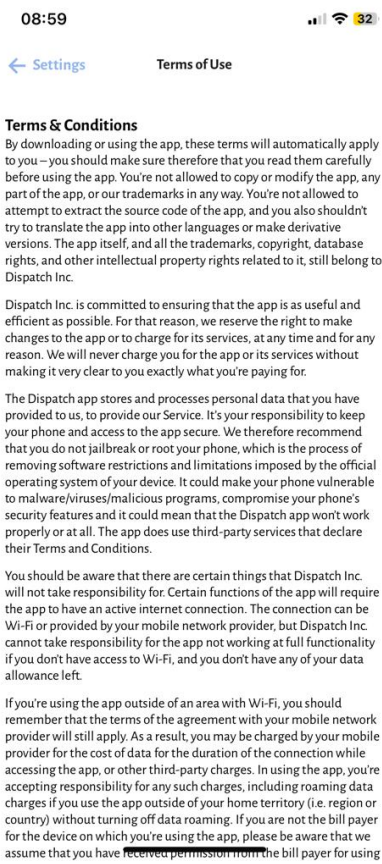 08:59
32
← Settings
Terms of Use
Terms & Conditions
By downloading or using the app, these terms will automatically apply
to you – you should make sure therefore that you read them carefully
before using the app. You're not allowed to copy or modify the app, any
part of the app, or our trademarks in any way. You're not allowed to
attempt to extract the source code of the app, and you also shouldn't
try to translate the app into other languages or make derivative
versions. The app itself, and all the trademarks, copyright, database
rights, and other intellectual property rights related to it, still belong to
Dispatch Inc.
Dispatch Inc. is committed to ensuring that the app is as useful and
efficient as possible. For that reason, we reserve the right to make
changes to the app or to charge for its services, at any time and for any
reason. We will never charge you for the app or its services without
making it very clear to you exactly what you're paying for.
The Dispatch app stores and processes personal data that you have
provided to us, to provide our Service. It's your responsibility to keep
your phone and access to the app secure. We therefore recommend
that you do not jailbreak or root your phone, which is the process of
removing software restrictions and limitations imposed by the official
operating system of your device. It could make your phone vulnerable
to malware/viruses/malicious programs, compromise your phone's
security features and it could mean that the Dispatch app won't work
properly or at all. The app does use third-party services that declare
their Terms and Conditions.
You should be aware that there are certain things that Dispatch Inc.
will not take responsibility for. Certain functions of the app will require
the app to have an active internet connection. The connection can be
Wi-Fi or provided by your mobile network provider, but Dispatch Inc.
cannot take responsibility for the app not working at full functionality
if you don't have access to Wi-Fi, and you don't have any of your data
allowance left.
If you're using the app outside of an area with Wi-Fi, you should
remember that the terms of the agreement with your mobile network
provider will still apply. As a result, you may be charged by your mobile
provider for the cost of data for the duration of the connection while
accessing the app, or other third-party charges. In using the app, you're
accepting responsibility for any such charges, including roaming data
charges if you use the app outside of your home territory (i.e. region or
country) without turning off data roaming. If you are not the bill payer
for the device on which you're using the app, please be aware that we
assume that you have received permission from the bill payer for using